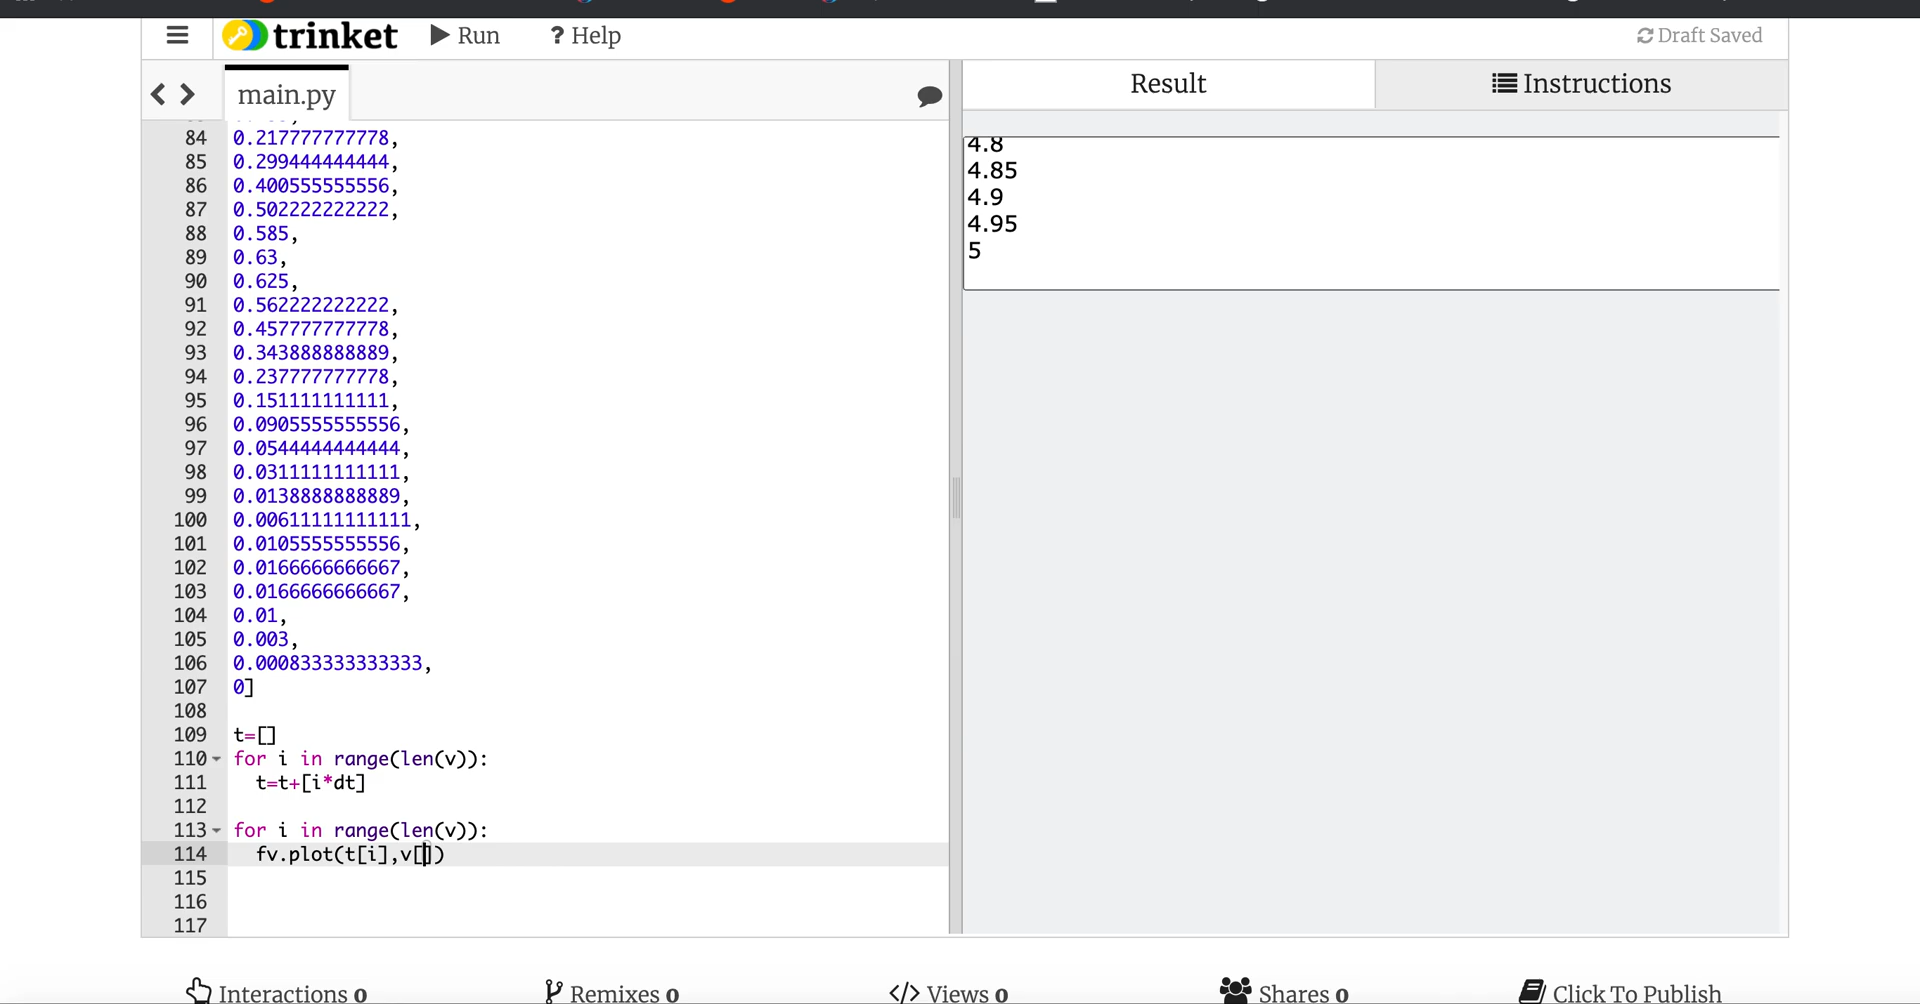 trinket
Run
? Help
Draft Saved
main.py
Result
Instructions
84 0.217777777778,
85 0.299444444444,
86 0.400555555556,
87 0.502222222222,
88 0.585,
89 0.63,
90 0.625,
91 0.562222222222,
92 0.457777777778,
93 0.343888888889,
94 0.237777777778,
95 0.151111111111,
96 0.0905555555556,
97 0.0544444444444,
98 0.0311111111111,
99 0.0138888888889,
100 0.00611111111111,
101 0.0105555555556,
102 0.0166666666667,
103 0.0166666666667,
104 0.01,
105 0.003,
106 0.000833333333333,
107 0]
108
109 t=[]
110 for i in range(len(v)):
111 t=t+[i*dt]
112
113 for i in range(len(v)):
114 fv.plot(t[i],v[])
115
116
117
4.8
4.85
4.9
4.95
5
Interactions 0
Remixes 0
</> Views 0
Shares 0
Click To Publish